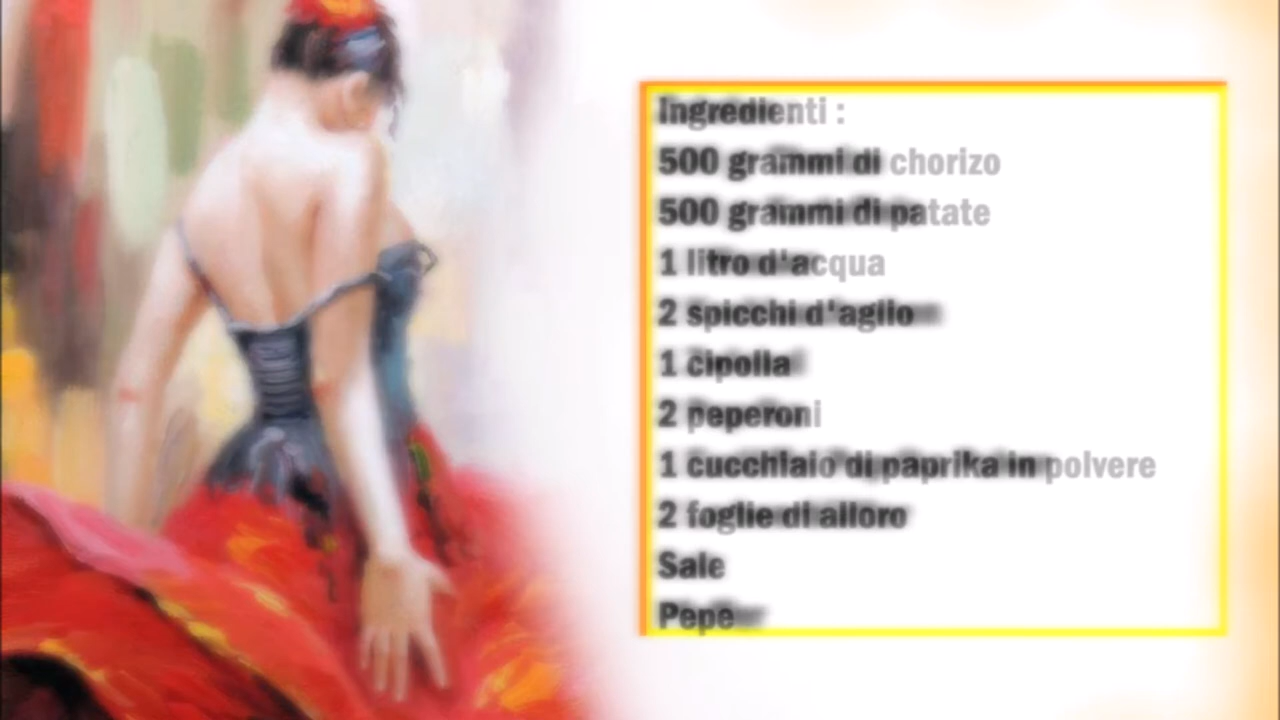 Ingredienti :
500 grammi di chorizo
500 grammi di patate
1 litro d'acqua
2 spicchi d'aglio
1 cipolla
2 peperoni
1 cucchiaio di paprika in polvere
2 foglie di alloro
Sale
Pepe